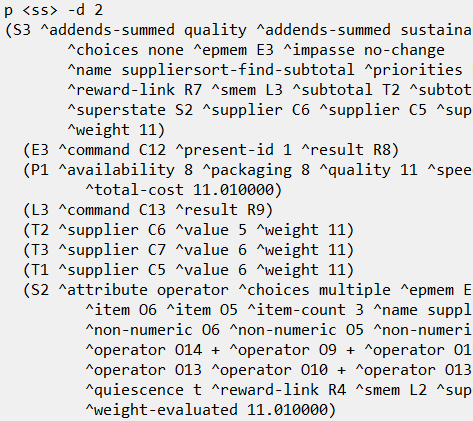 p <ss> -d 2
(S3 ^addends-summed quality ^addends-summed sustaina
^choices none ^epmem E3 ^impasse no-change
^name suppliersort-find-subtotal ^priorities
^reward-link R7 ^smem L3 ^subtotal T2 ^subtot
^superstate S2 ^supplier C6 ^supplier C5 ^sup
^weight 11)
(E3 ^command C12 ^present-id 1 ^result R8)
(P1 ^availability 8 ^packaging 8 ^quality 11 ^spee
^total-cost 11.010000)
(L3 ^command C13 ^result R9)
(T2 ^supplier C6 ^value 5 ^weight 11)
(T3 ^supplier C7 ^value 6 ^weight 11)
(T1 ^supplier C5 ^value 6 ^weight 11)
(S2 ^attribute operator ^choices multiple ^epmem E
^item O6 ^item O5 ^item-count 3 ^name suppl
^non-numeric O6 ^non-numeric O5 ^non-numeri
^operator O14 + ^operator O9 + ^operator O1
^operator O13 ^operator O10 + ^operator O13
^quiescence t ^reward-link R4 ^smem L2 ^sup
^weight-evaluated 11.010000)